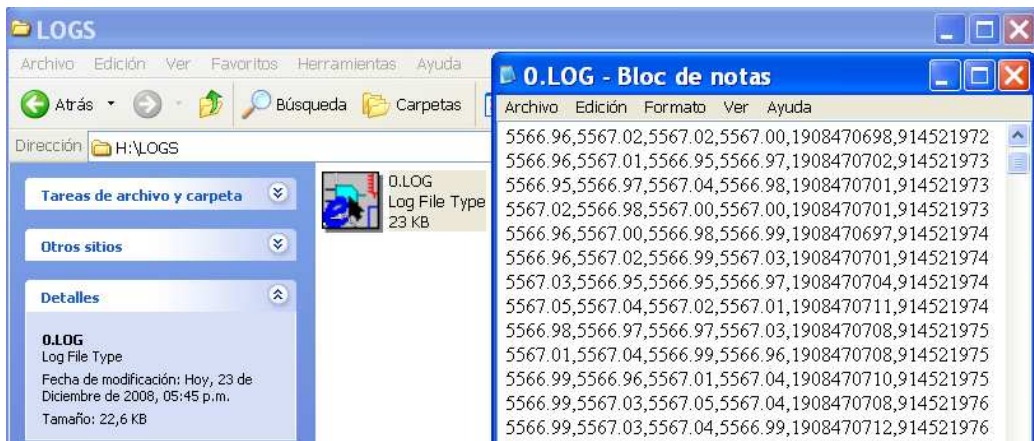 LOGS
Archivo Edición Ver Favoritos Herramientas Ayuda
Atrás Búsqueda Carpetas
Dirección H:\LOGS
Tareas de archivo y carpeta
Otros sitios
Detalles
0.LOG
Log File Type
Fecha de modificación: Hoy, 23 de
Diciembre de 2008, 05:45 p.m.
Tamaño: 22,6 KB
0.LOG
Log File Type
23 KB
0.LOG - Bloc de notas
Archivo Edición Formato Ver Ayuda
5566.96,5567.02,5567.02,5567.00,1908470698,914521972
5566.96,5567.01,5566.95,5566.97,1908470702,914521973
5566.95,5566.97,5567.04,5566.98,1908470701,914521973
5567.02,5566.98,5567.00,5567.00,1908470701,914521973
5566.96,5567.00,5566.98,5566.99,1908470697,914521974
5566.96,5567.02,5566.99,5567.03,1908470701,914521974
5567.03,5566.95,5566.95,5566.97,1908470704,914521974
5567.05,5567.04,5567.02,5567.01,1908470711,914521974
5566.98,5566.97,5566.97,5567.03,1908470708,914521975
5567.01,5567.04,5566.99,5566.96,1908470708,914521975
5566.99,5566.96,5567.01,5567.04,1908470710,914521975
5566.99,5567.03,5567.05,5567.04,1908470708,914521976
5566.99,5567.03,5567.04,5566.99,1908470712,914521976